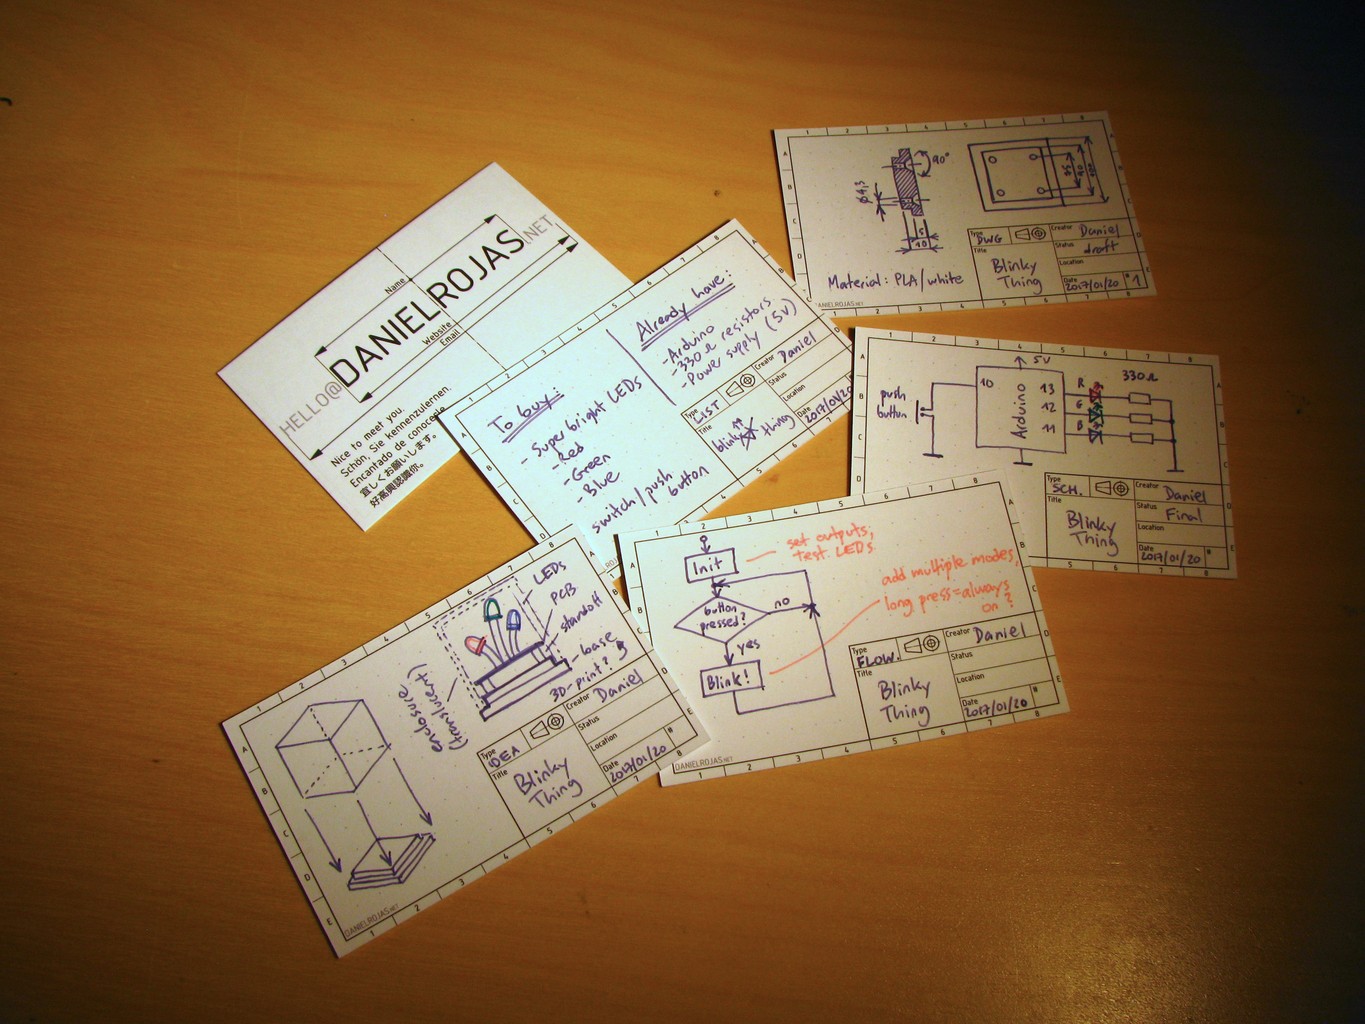 Name
HELLO@DANIELROJAS.NET
Website
Email
Nice to meet you.
Schön, Sie kennenzulernen.
Encantado de conocerle
宜しくお願いします。
好高興認識你。
To buy:
- Super bright LEDs
- Red
- Green
- Blue
switch/push
button
Already have:
- Arduino
- 330 Ω resistors
- Power supply (5V)
Type
LIST
Creator
Daniel
Title
blinky
thing
Status
Location
Date
90°
Ø4,3
5
10
Material: PLA/white
DANIELROJAS.NET
Type
DWG
Creator
Daniel
Title
Blinky
Thing
Status
draft
Location
Date
2017/01/20
#
1
push
button
10
Arduino
5V
13
12
11
R
G
B
330Ω
Type
SCH.
Creator
Daniel
Title
Blinky
Thing
Status
Final
Location
Date
2017/01/20
#
Init
set outputs,
test LEDs
button
pressed?
no
yes
Blink!
add multiple modes,
long press=always
on?
Type
FLOW.
Creator
Daniel
Title
Blinky
Thing
Status
Location
Date
2017/01/20
#
DANIELROJAS.NET
LEDs
PCB
standoff
- base
3D-print?
enclosure
(translucent)
Type
IDEA
Creator
Daniel
Title
Blinky
Thing
Status
Location
Date
2017/01/20
#
DANIELROJAS.NET